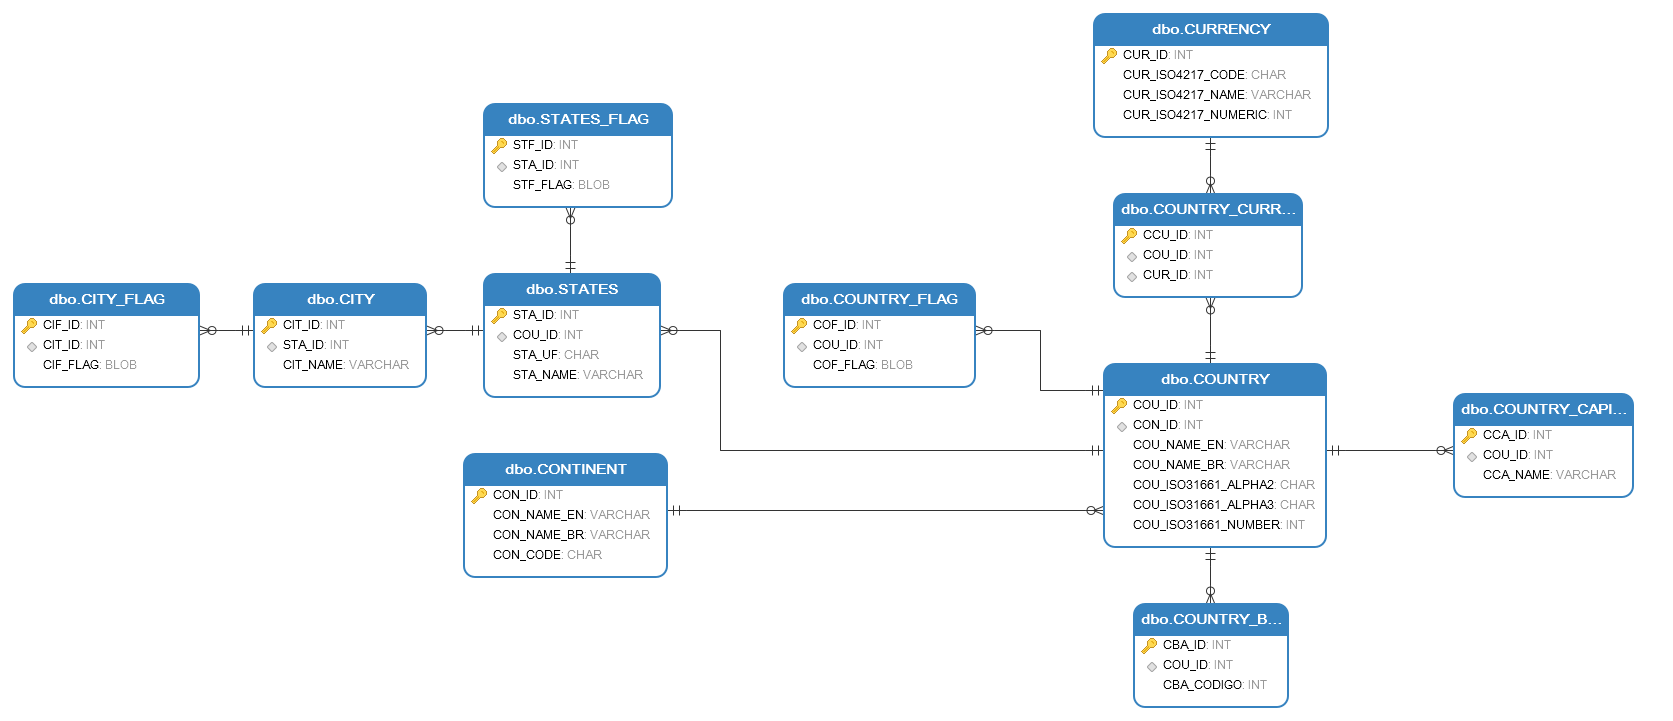 dbo.CURRENCY
CUR_ID: INT
CUR_ISO4217_CODE: CHAR
CUR_ISO4217_NAME: VARCHAR
CUR_ISO4217_NUMERIC: INT
dbo.STATES_FLAG
STF_ID: INT
STA_ID: INT
STF_FLAG: BLOB
dbo.COUNTRY_CURR...
CCU_ID: INT
COU_ID: INT
CUR_ID: INT
dbo.CITY_FLAG
CIF_ID: INT
CIT_ID: INT
CIF_FLAG: BLOB
dbo.CITY
CIT_ID: INT
STA_ID: INT
CIT_NAME: VARCHAR
dbo.STATES
STA_ID: INT
COU_ID: INT
STA_UF: CHAR
STA_NAME: VARCHAR
dbo.COUNTRY_FLAG
COF_ID: INT
COU_ID: INT
COF_FLAG: BLOB
dbo.COUNTRY
COU_ID: INT
CON_ID: INT
COU_NAME_EN: VARCHAR
COU_NAME_BR: VARCHAR
COU_ISO31661_ALPHA2: CHAR
COU_ISO31661_ALPHA3: CHAR
COU_ISO31661_NUMBER: INT
dbo.COUNTRY_CAPI...
CCA_ID: INT
COU_ID: INT
CCA_NAME: VARCHAR
dbo.CONTINENT
CON_ID: INT
CON_NAME_EN: VARCHAR
CON_NAME_BR: VARCHAR
CON_CODE: CHAR
dbo.COUNTRY_B...
CBA_ID: INT
COU_ID: INT
CBA_CODIGO: INT